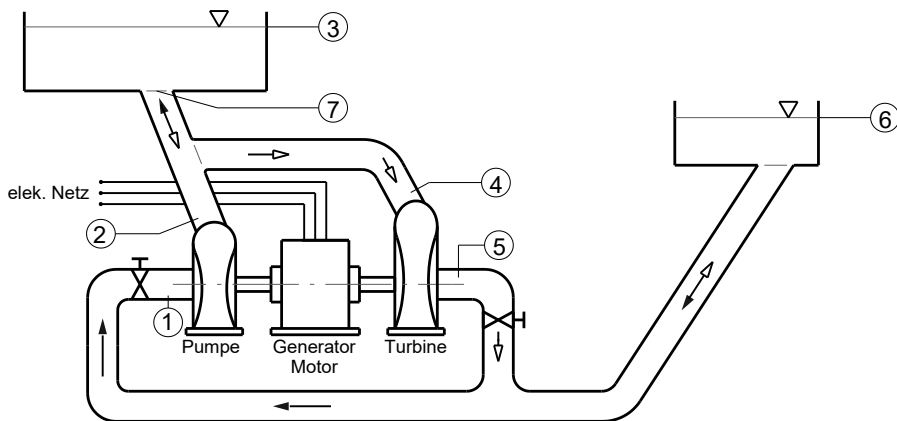 3
7
6
4
elek. Netz
2
5
1
Pumpe
Generator
Motor
Turbine